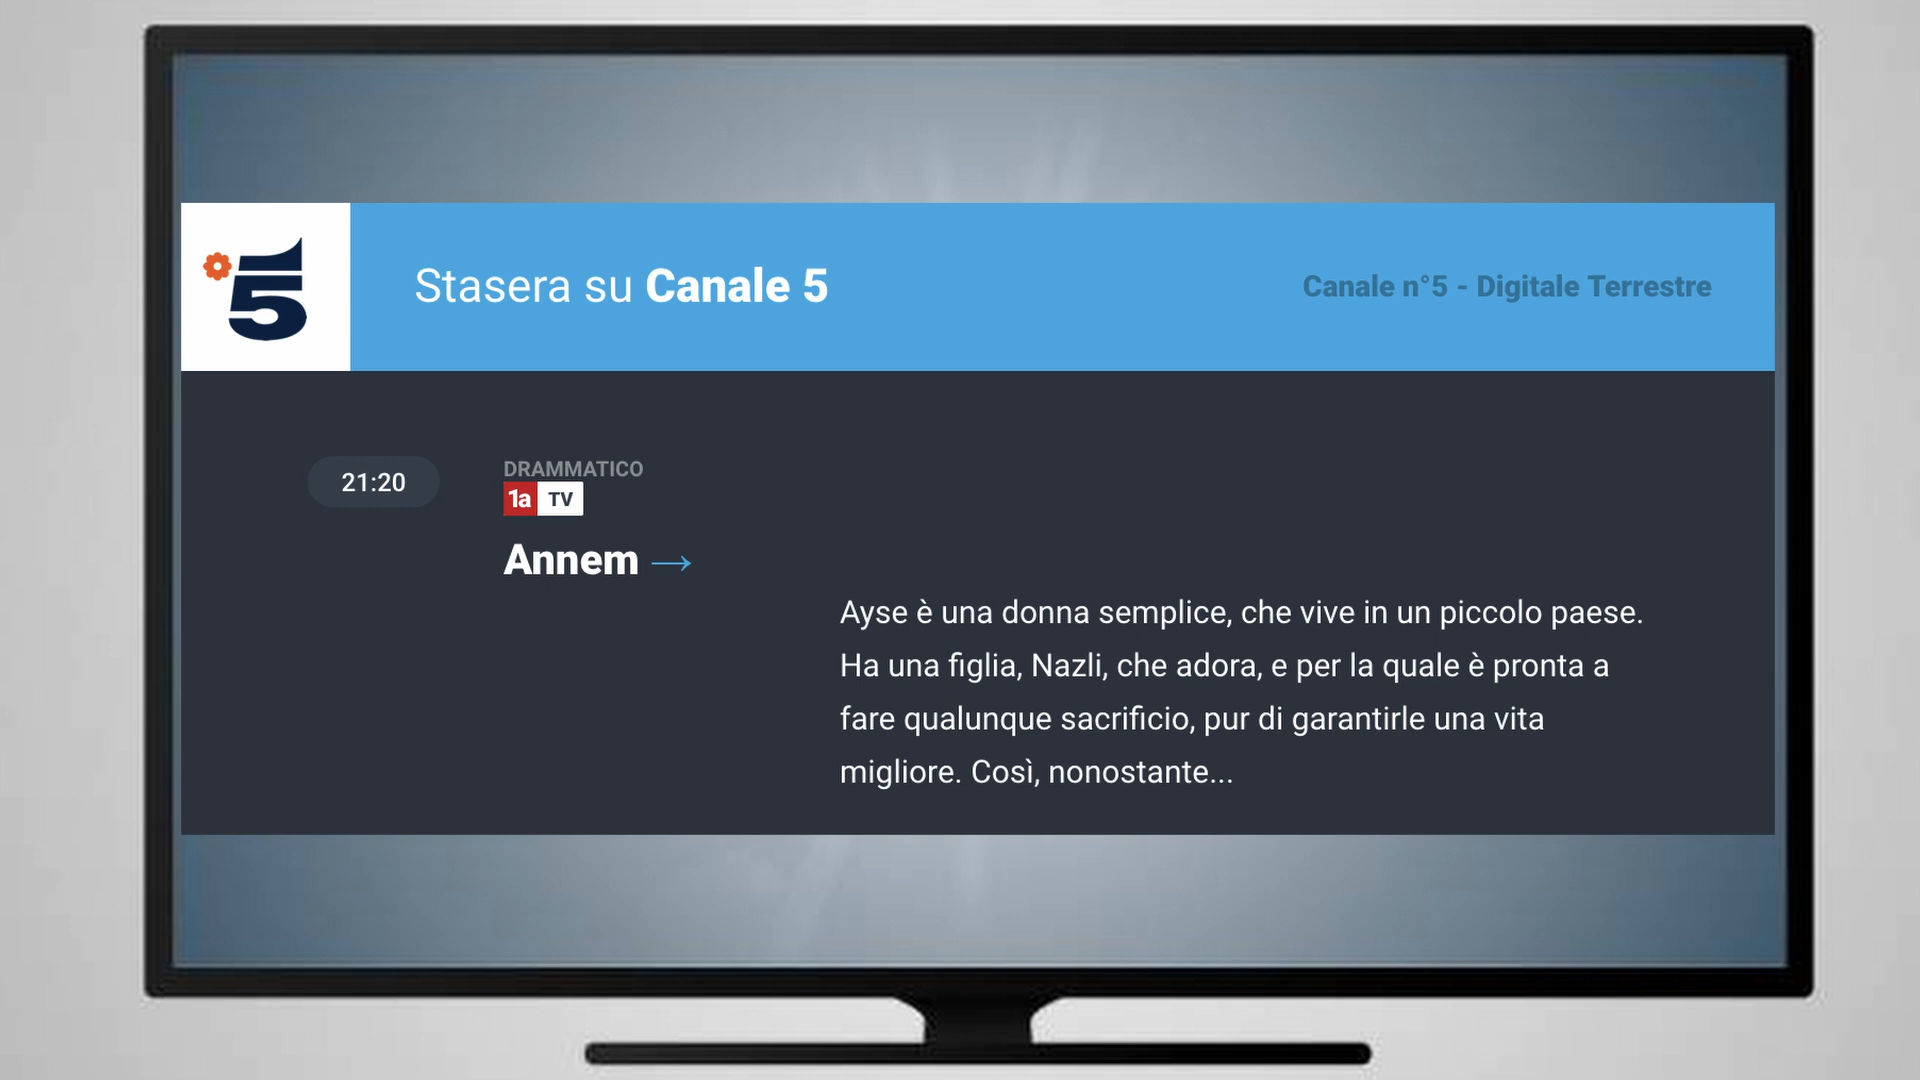 5
Stasera su Canale 5
Canale n°5 - Digitale Terrestre
21:20
DRAMMATICO
1a TV
Annem →
Ayse è una donna semplice, che vive in un piccolo paese.
Ha una figlia, Nazli, che adora, e per la quale è pronta a
fare qualunque sacrificio, pur di garantirle una vita
migliore. Così, nonostante...